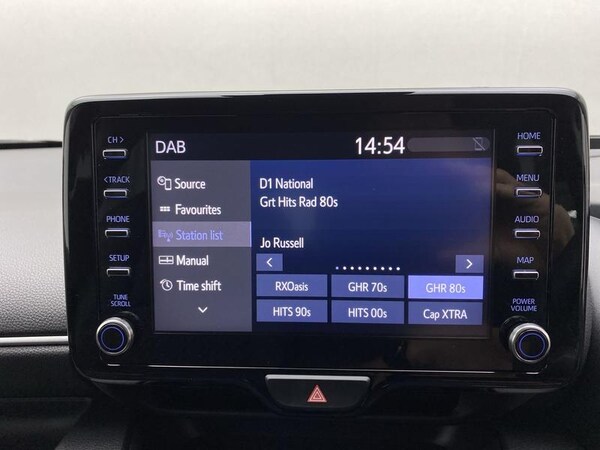 CH >
< TRACK
PHONE
SETUP
TUNE
SCROLL
DAB
14:54
Source
Favourites
Station list
Manual
Time shift
D1 National
Grt Hits Rad 80s
Jo Russell
<
>
RXOasis
GHR 70s
GHR 80s
HITS 90s
HITS 00s
Cap XTRA
HOME
MENU
AUDIO
MAP
POWER
VOLUME